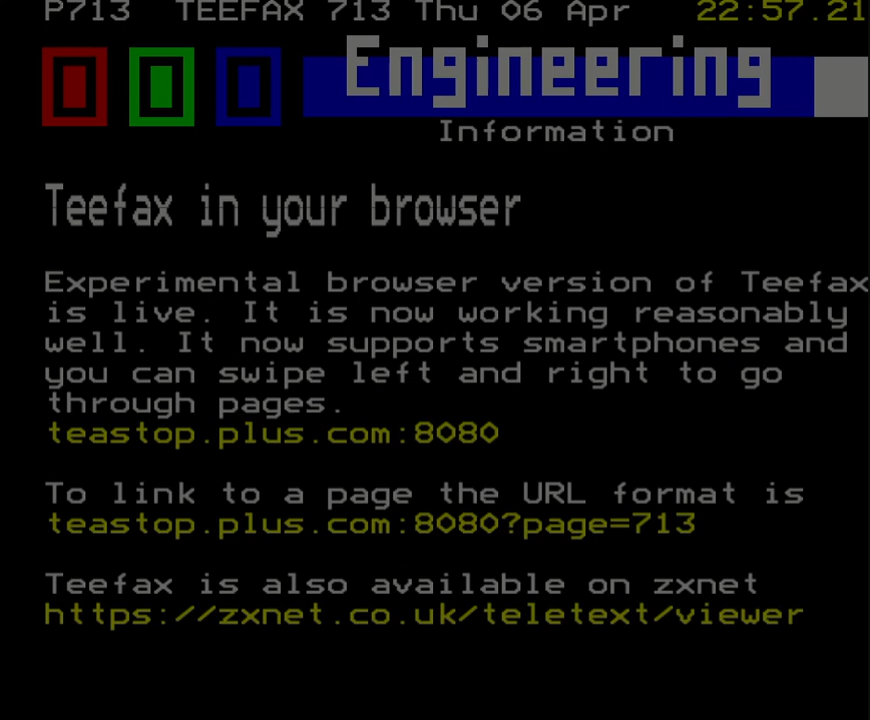 P713 TEEFAX 713 Thu 06 Apr 22:57.21
Engineering
Information
Teefax in your browser
Experimental browser version of Teefax
is live. It is now working reasonably
well. It now supports smartphones and
you can swipe left and right to go
through pages.
teastop.plus.com:8080
To link to a page the URL format is
teastop.plus.com:8080?page=713
Teefax is also available on zxnet
https://zxnet.co.uk/teletext/viewer